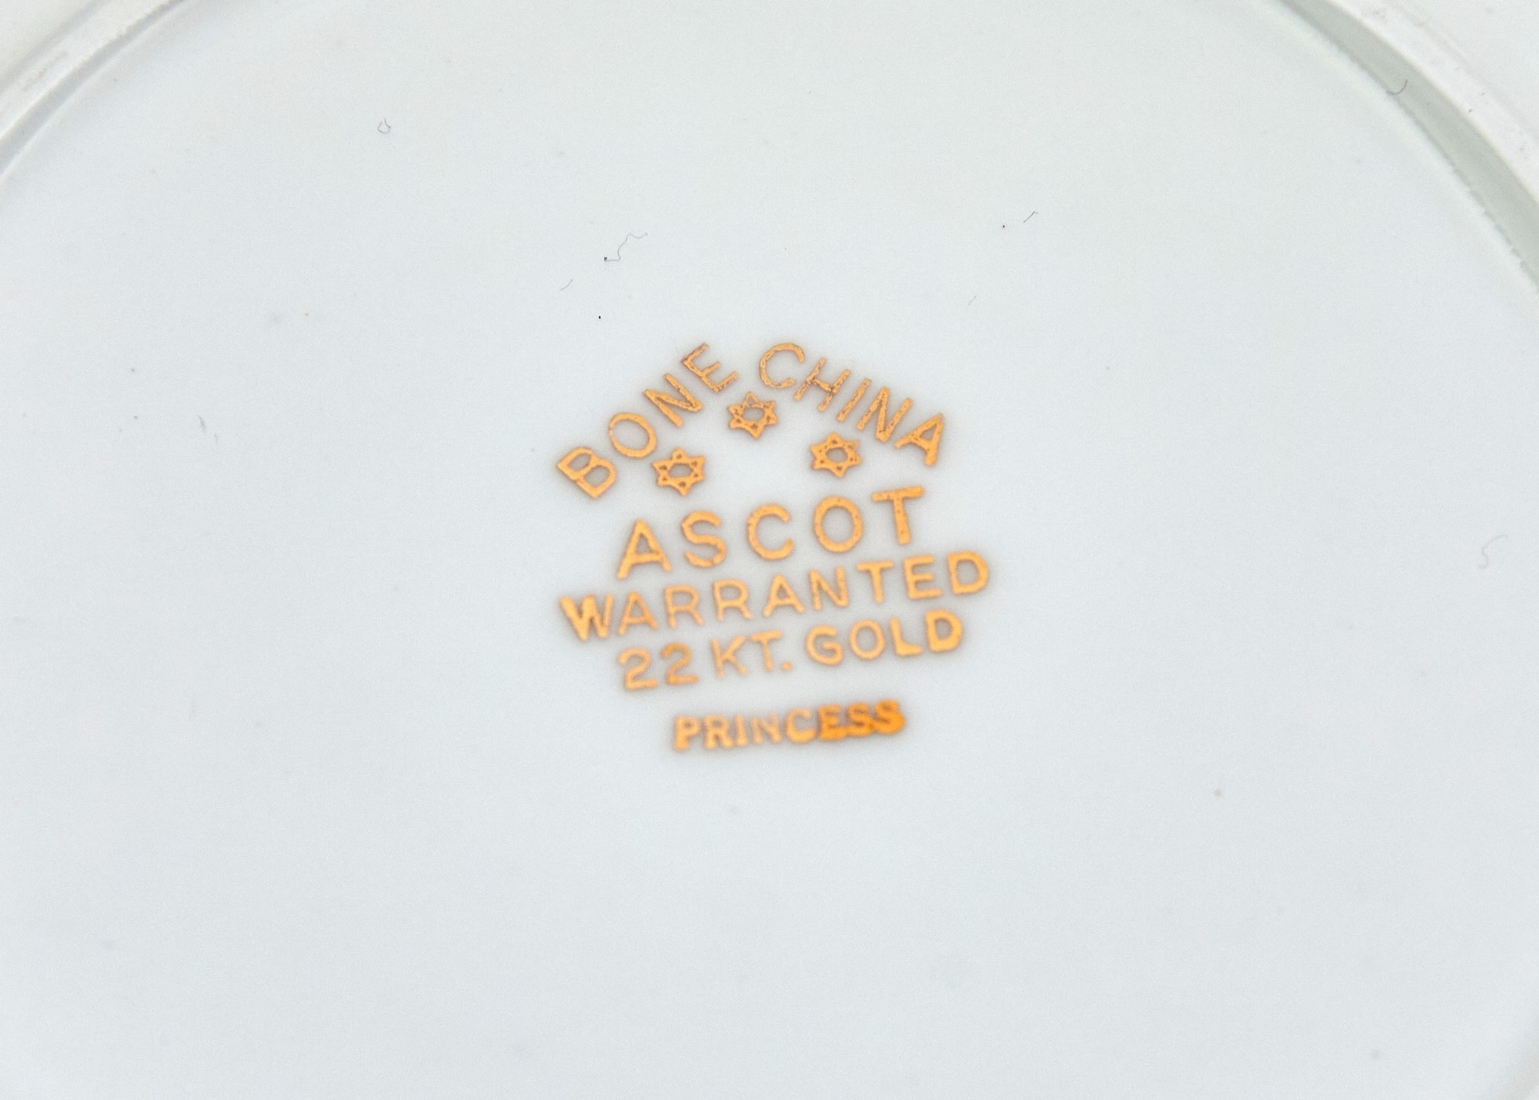 BONE CHINA
ASCOT
WARRANTED
22 KT. GOLD
PRINCESS